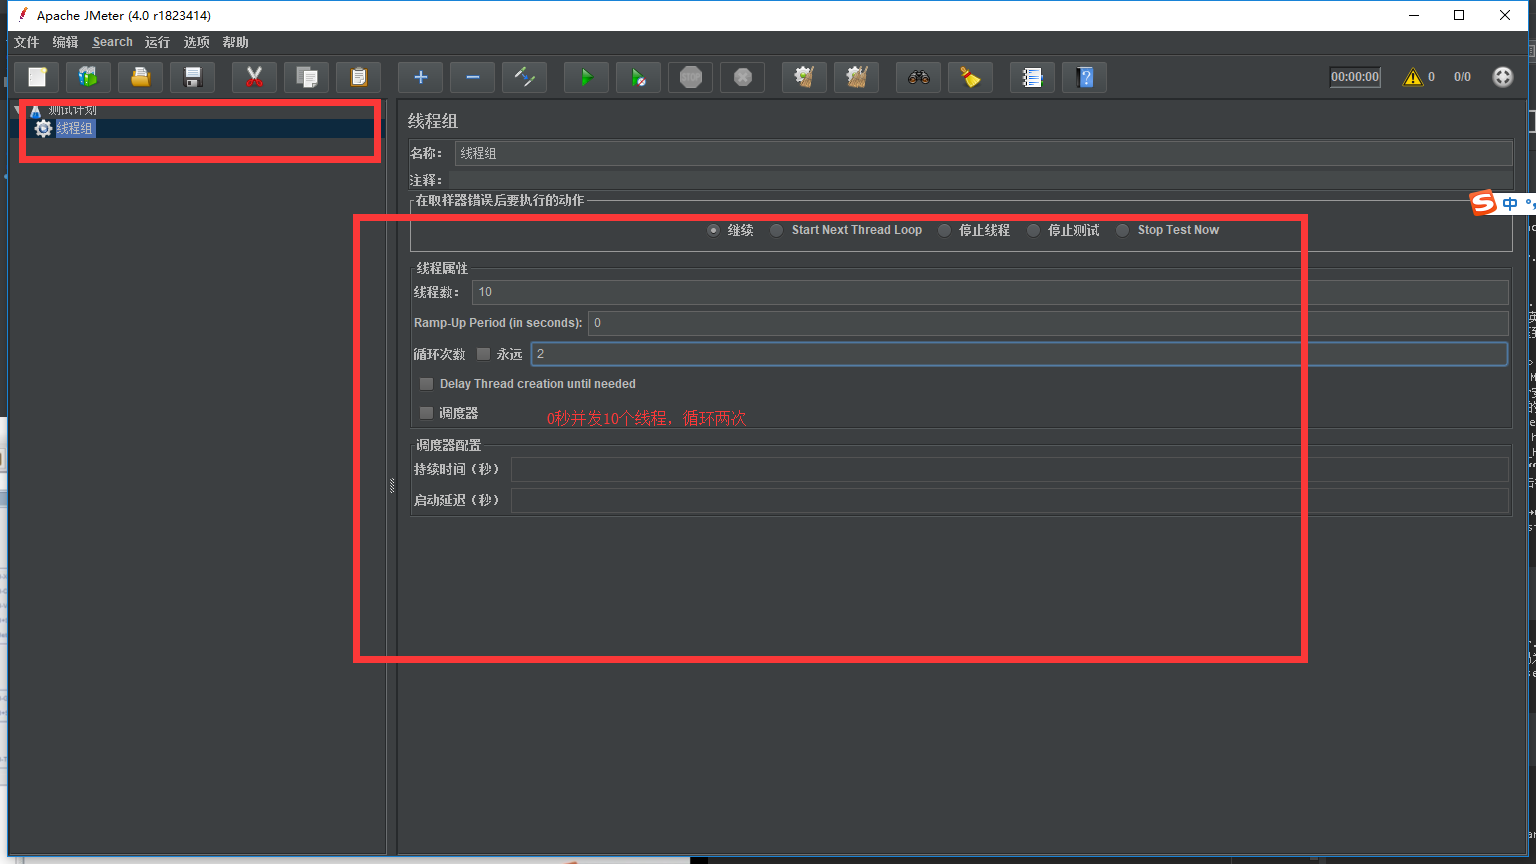 Apache JMeter (4.0 r1823414)
文件 编辑 Search 运行 选项 帮助
STOP 00:00:00 0 0/0
测试计划
线程组
线程组
名称： 线程组
注释：
在取样器错误后要执行的动作
中
继续 Start Next Thread Loop 停止线程 停止测试 Stop Test Now
线程属性
线程数： 10
Ramp-Up Period (in seconds): 0
循环次数 永远 2
Delay Thread creation until needed
调度器 0秒并发10个线程，循环两次
调度器配置
持续时间（秒）
启动延迟（秒）